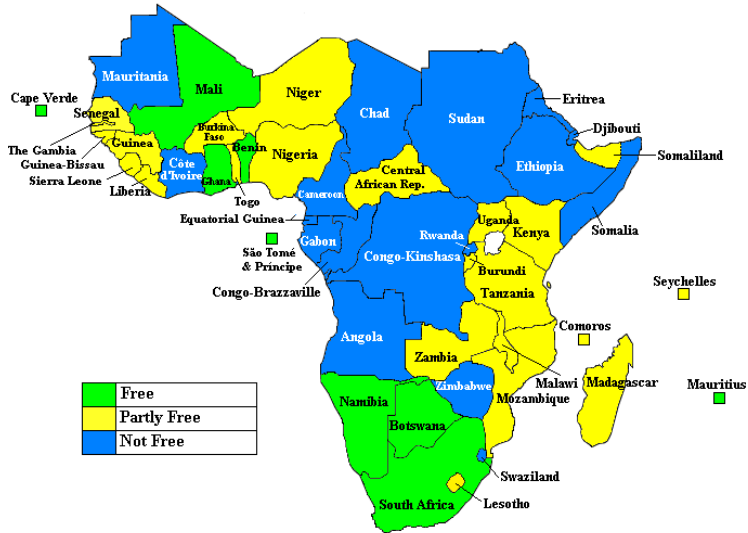 Mauritania
Mali
Niger
Cape Verde
Chad
Sudan
Eritrea
Senegal
Burkina
Faso
Djibouti
The Gambia
Guinea
Benin
Nigeria
Somaliland
Guinea-Bissau
Côte
d'Ivoire
Ghana
Central
African Rep.
Ethiopia
Sierra Leone
Liberia
Togo
Cameroon
Equatorial Guinea
Uganda
Kenya
Somalia
Gabon
Rwanda
São Tomé
& Príncipe
Congo-Kinshasa
Burundi
Congo-Brazzaville
Tanzania
Seychelles
Angola
Comoros
Zambia
Malawi
Madagascar
Mauritius
Zimbabwe
Mozambique
Namibia
Botswana
Free
Partly Free
Not Free
Swaziland
South Africa
Lesotho